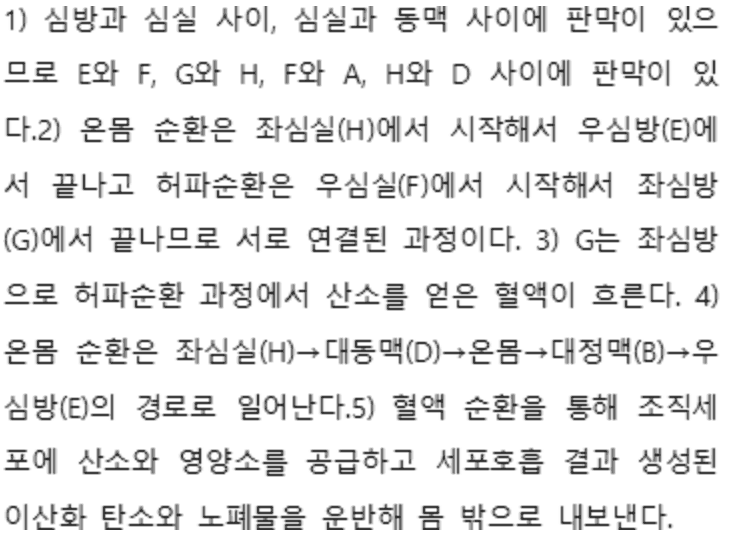 1) 심방과 심실 사이, 심실과 동맥 사이에 판막이 있으
므로 E와 F, G와 H, F와 A, H와 D 사이에 판막이 있
다.2) 온몸 순환은 좌심실(H)에서 시작해서 우심방(E)에
서 끝나고 허파순환은 우심실(F)에서 시작해서 좌심방
(G)에서 끝나므로 서로 연결된 과정이다. 3) G는 좌심방
으로 허파순환 과정에서 산소를 얻은 혈액이 흐른다. 4)
온몸 순환은 좌심실(H)→대동맥(D)→온몸→대정맥(B)→우
심방(E)의 경로로 일어난다.5) 혈액 순환을 통해 조직세
포에 산소와 영양소를 공급하고 세포호흡 결과 생성된
이산화 탄소와 노폐물을 운반해 몸 밖으로 내보낸다.